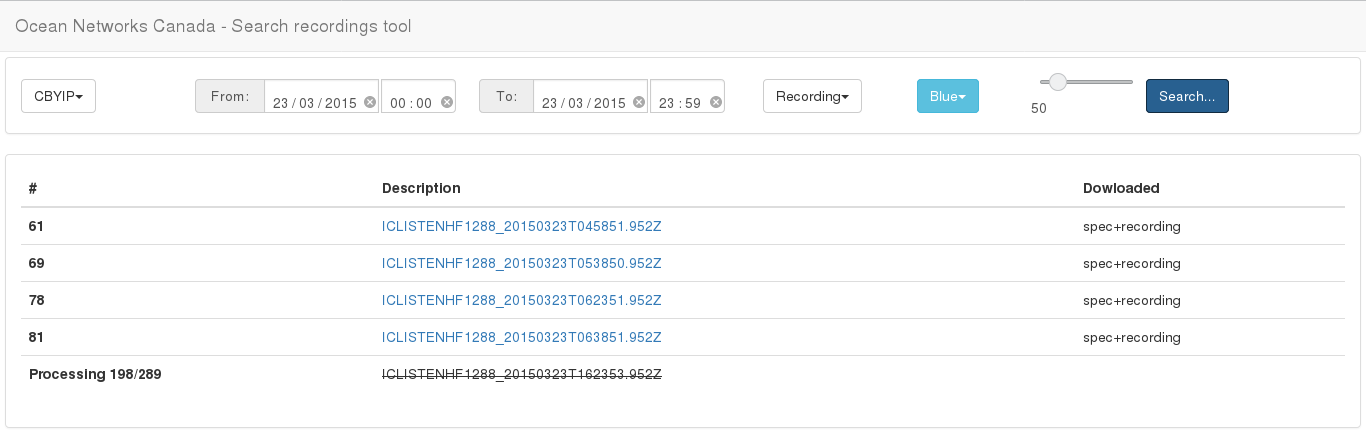 Ocean Networks Canada - Search recordings tool
CBYIP From: 23 / 03 / 2015 00 : 00 To: 23 / 03 / 2015 23 : 59 Recording Blue 50 Search...
# Description Dowloaded
61 ICLISTENHF1288_20150323T045851.952Z spec+recording
69 ICLISTENHF1288_20150323T053850.952Z spec+recording
78 ICLISTENHF1288_20150323T062351.952Z spec+recording
81 ICLISTENHF1288_20150323T063851.952Z spec+recording
Processing 198/289 ICLISTENHF1288_20150323T162353.952Z